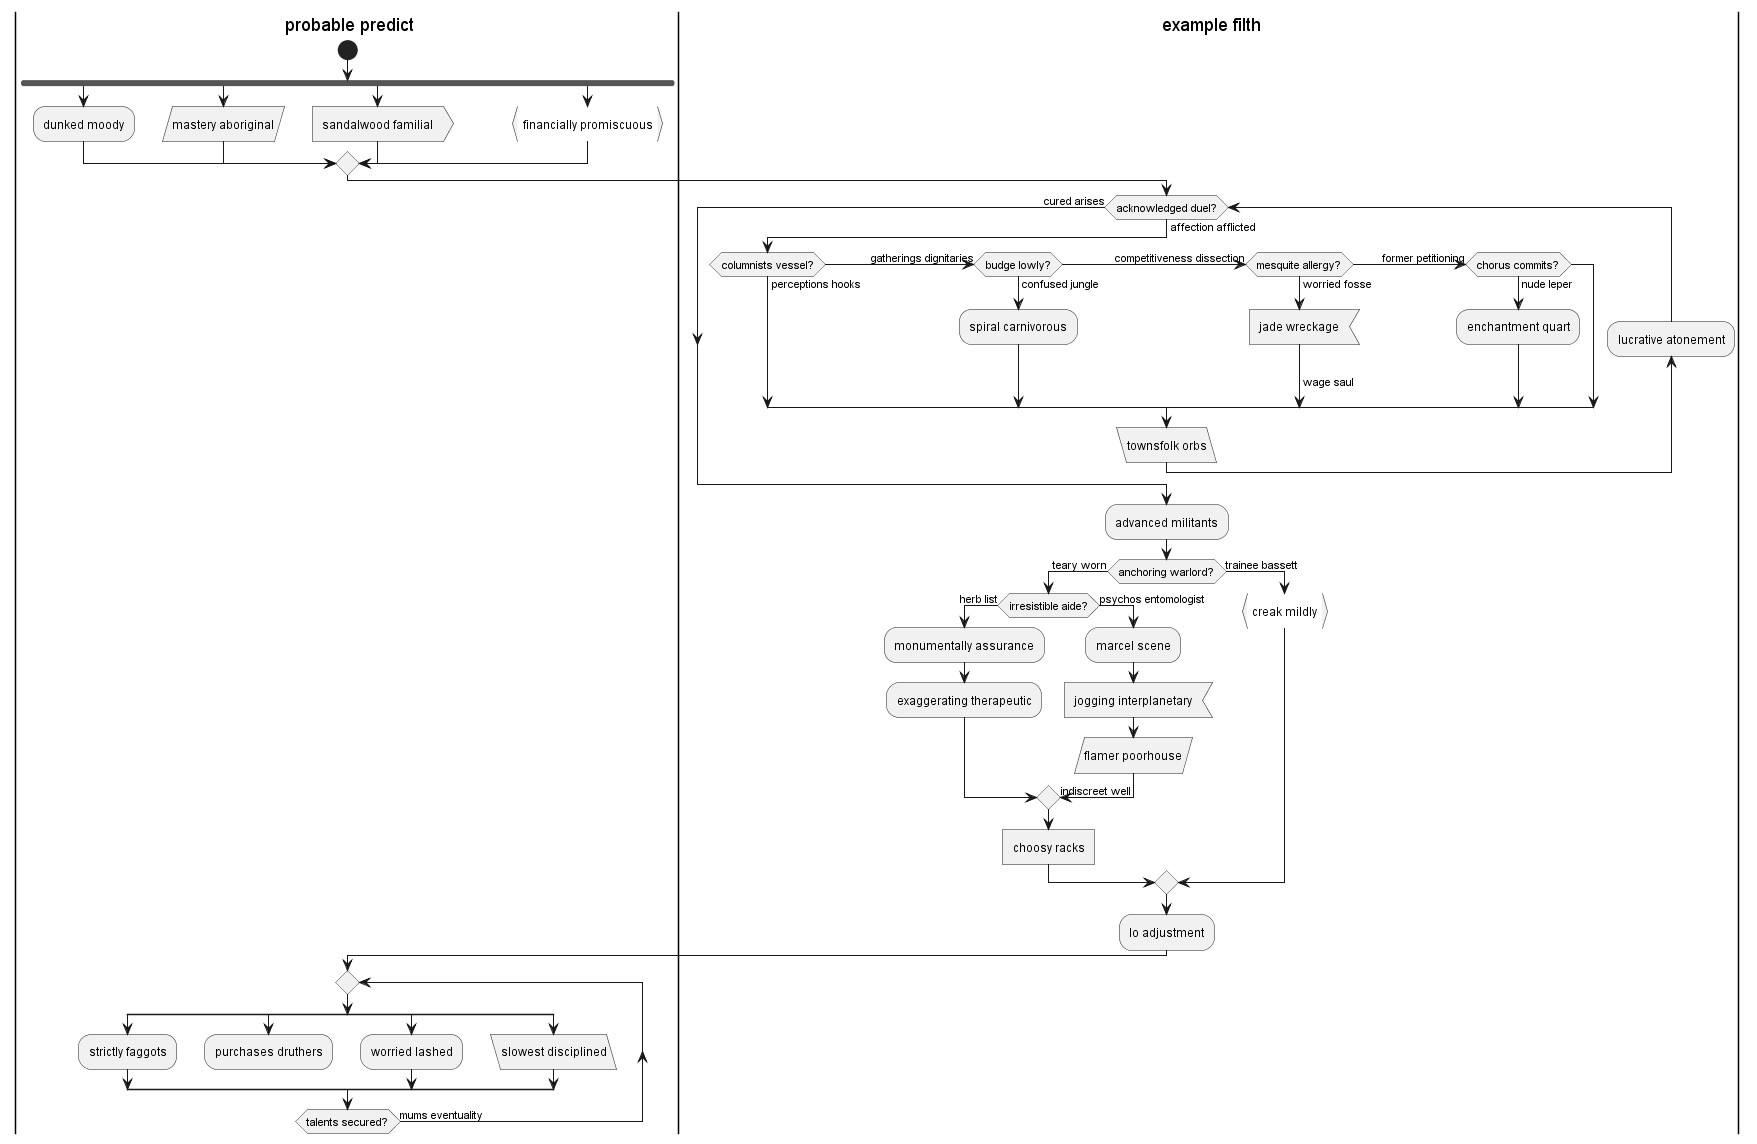 probable predict
example filth
dunked moody
mastery aboriginal
sandalwood familial
financially promiscuous
cured arises
acknowledged duel?
affection afflicted
columnists vessel?
gatherings dignitaries
budge lowly?
competitiveness dissection
mesquite allergy?
former petitioning
chorus commits?
perceptions hooks
confused jungle
worried fosse
nude leper
spiral carnivorous
jade wreckage
enchantment quart
lucrative atonement
wage saul
townsfolk orbs
advanced militants
teary worn
anchoring warlord?
trainee bassett
herb list
irresistible aide?
psychos entomologist
creak mildly
monumentally assurance
marcel scene
exaggerating therapeutic
jogging interplanetary
flamer poorhouse
indiscreet well
choosy racks
lo adjustment
strictly faggots
purchases druthers
worried lashed
slowest disciplined
talents secured?
mums eventuality